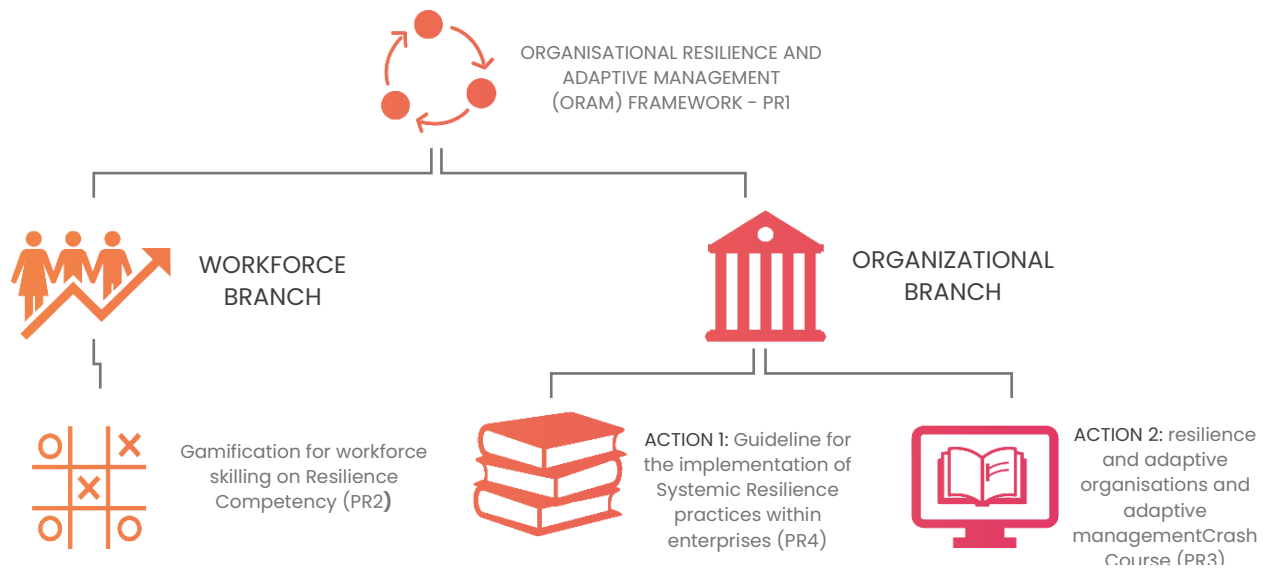 ORGANISATIONAL RESILIENCE AND
ADAPTIVE MANAGEMENT
(ORAM) FRAMEWORK - PR1
WORKFORCE
BRANCH
ORGANIZATIONAL
BRANCH
Gamification for workforce
skilling on Resilience
Competency (PR2)
ACTION 1: Guideline for
the implementation of
Systemic Resilience
practices within
enterprises (PR4)
ACTION 2: resilience
and adaptive
organisations and
adaptive
managementCrash
Course (PR3)